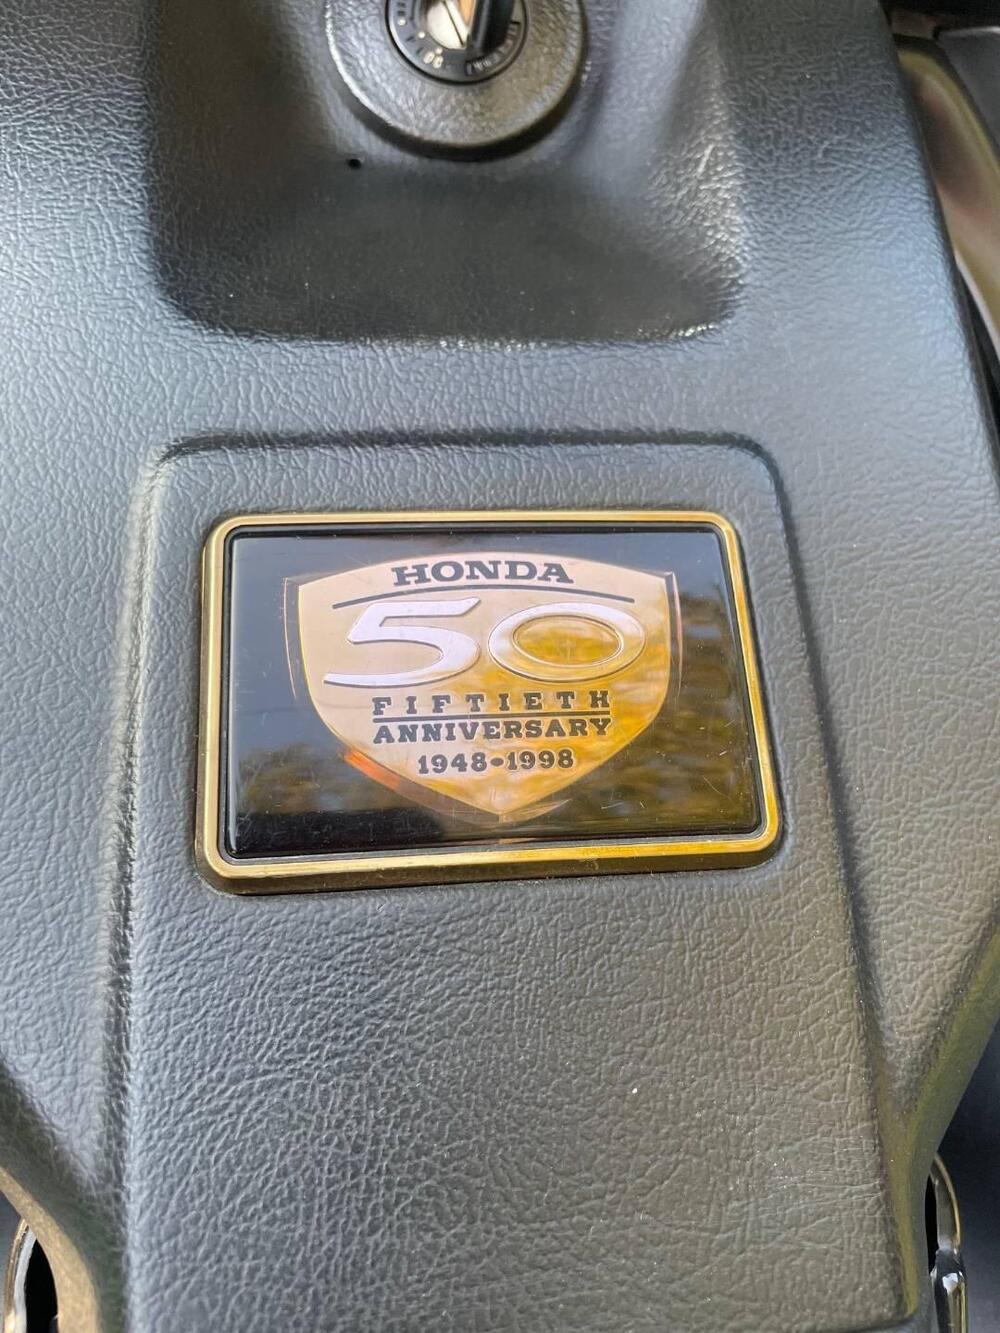 HONDA
50
FIFTIETH
ANNIVERSARY
1948•1998